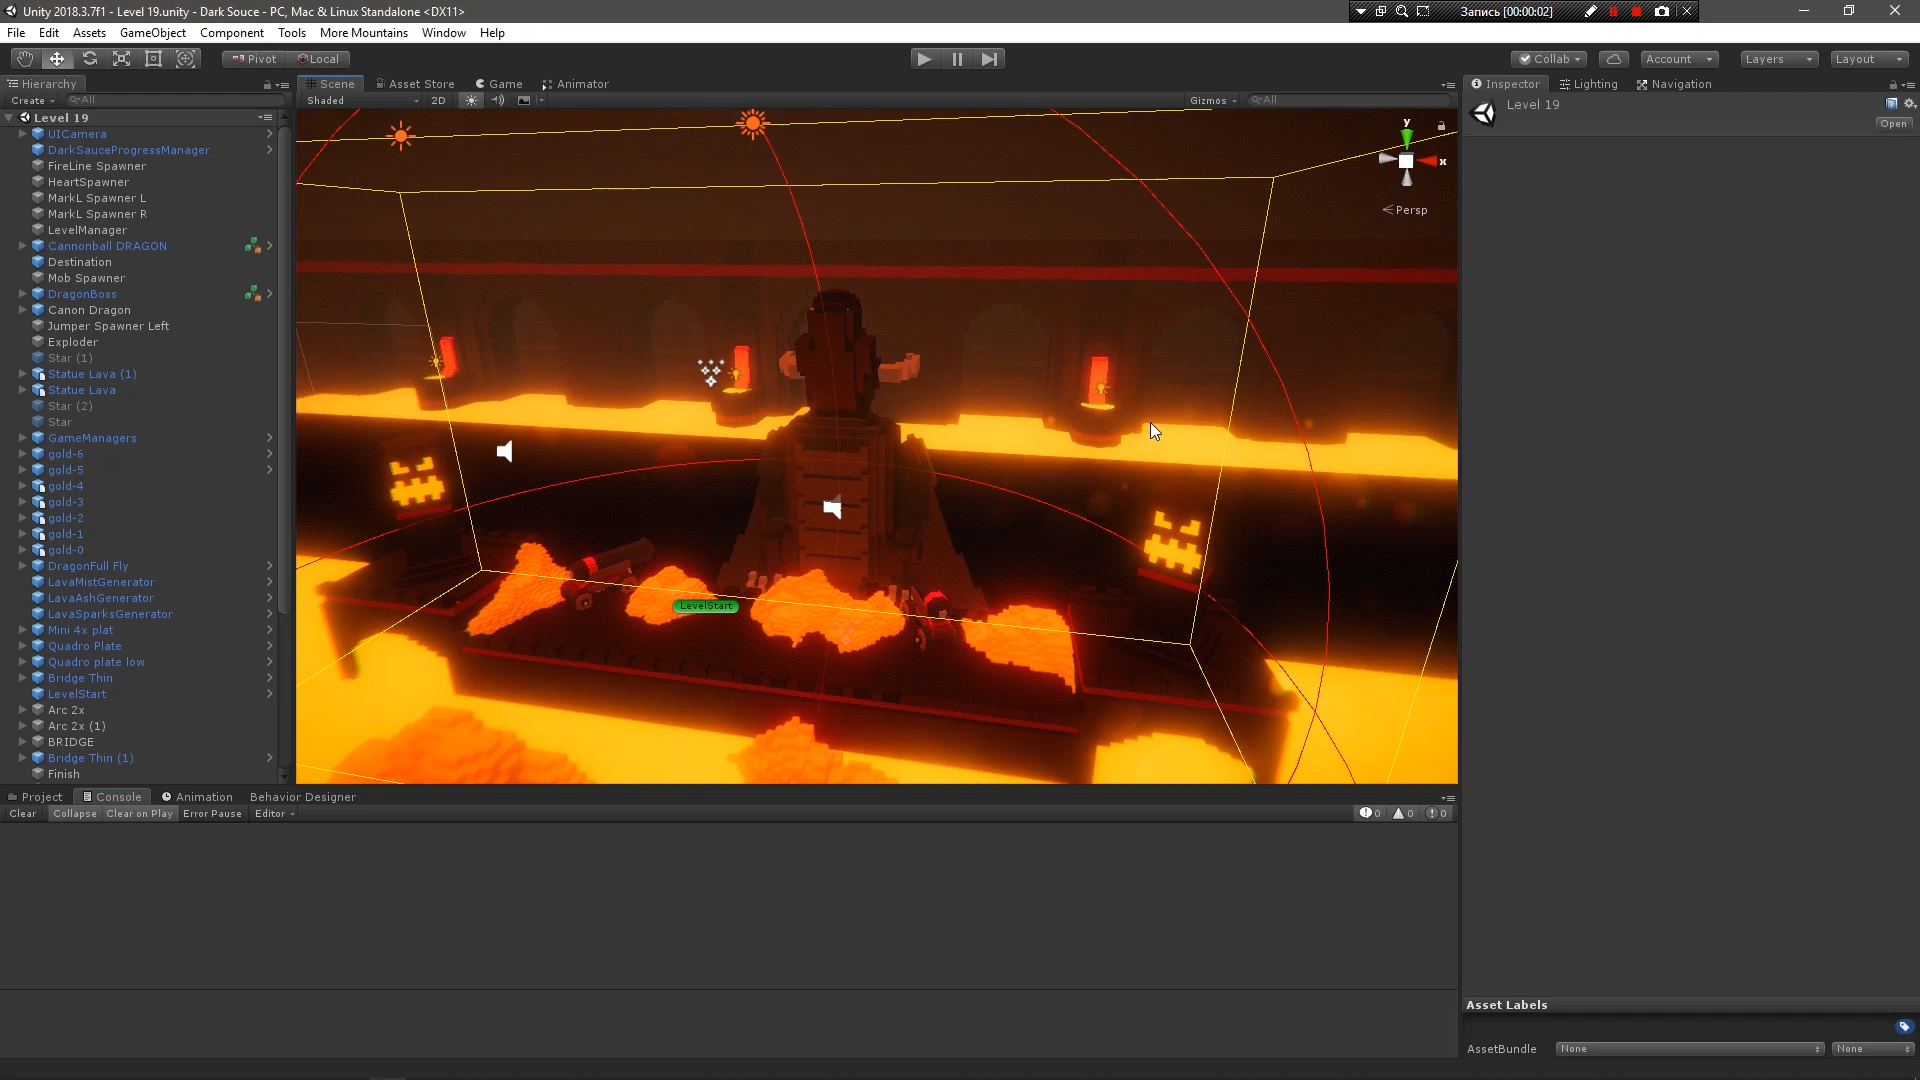 Unity 2018.3.7f1 - Level 19.unity - Dark Souce - PC, Mac & Linux Standalone <DX11>
Запись [00:00:02]
File Edit Assets GameObject Component Tools More Mountains Window Help
Pivot Local
Collab Account Layers Layout
Hierarchy
Create All
Level 19
UICamera
DarkSauceProgressManager
FireLine Spawner
HeartSpawner
MarkL Spawner L
MarkL Spawner R
LevelManager
Cannonball DRAGON
Destination
Mob Spawner
DragonBoss
Canon Dragon
Jumper Spawner Left
Exploder
Star (1)
Statue Lava (1)
Statue Lava
Star (2)
Star
GameManagers
gold-6
gold-5
gold-4
gold-3
gold-2
gold-1
gold-0
DragonFull Fly
LavaMistGenerator
LavaAshGenerator
LavaSparksGenerator
Mini 4x plat
Quadro Plate
Quadro plate low
Bridge Thin
LevelStart
Arc 2x
Arc 2x (1)
BRIDGE
Bridge Thin (1)
Finish
Scene Asset Store Game Animator
Shaded 2D Gizmos All
y
x
Persp
LevelStart
Inspector Lighting Navigation
Level 19
Open
Project Console Animation Behavior Designer
Clear Collapse Clear on Play Error Pause Editor 0 0 0
Asset Labels
AssetBundle None None